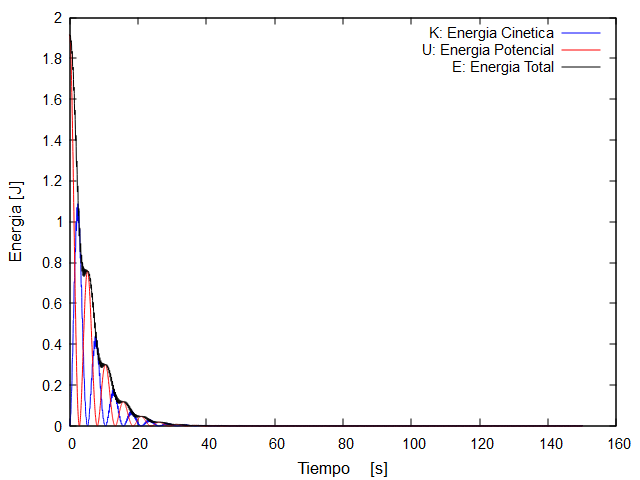 K: Energia Cinetica
U: Energia Potencial
E: Energia Total
2
1.8
1.6
1.4
1.2
1
0.8
0.6
0.4
0.2
0
Energia [J]
0 20 40 60 80 100 120 140 160
Tiempo [s]